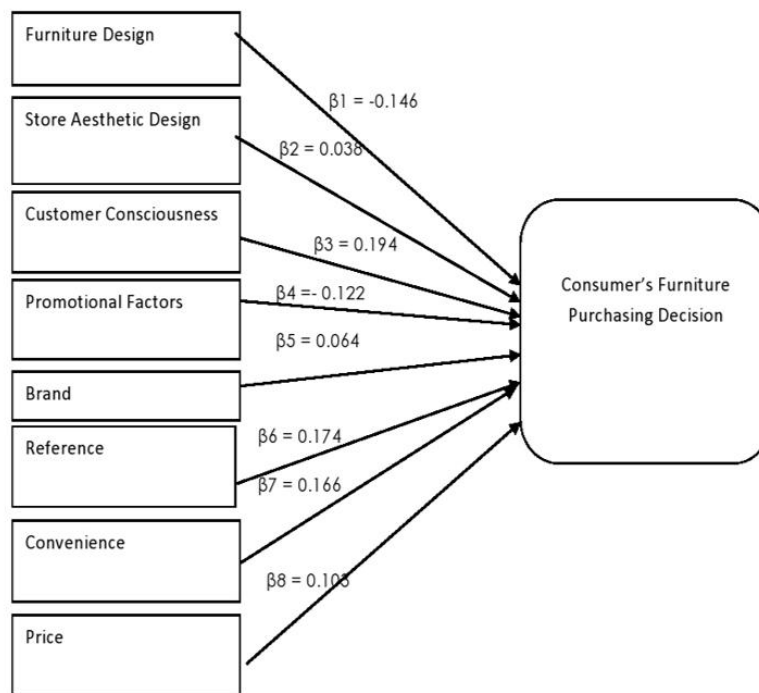 Furniture Design
β1 = -0.146
Store Aesthetic Design
β2 = 0.038
Customer Consciousness
β3 = 0.194
Promotional Factors
β4 =- 0.122
β5 = 0.064
Brand
Reference
β6 = 0.174
β7 = 0.166
Convenience
β8 = 0.103
Price
Consumer’s Furniture
Purchasing Decision